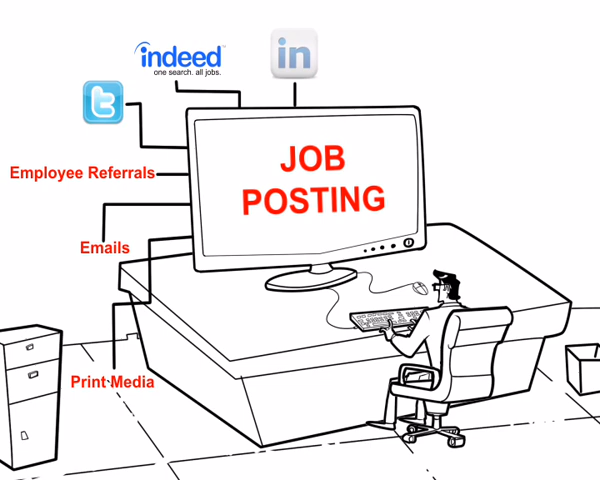 indeed
one search. all jobs.
in
t
JOB
POSTING
Employee Referrals
Emails
Print Media